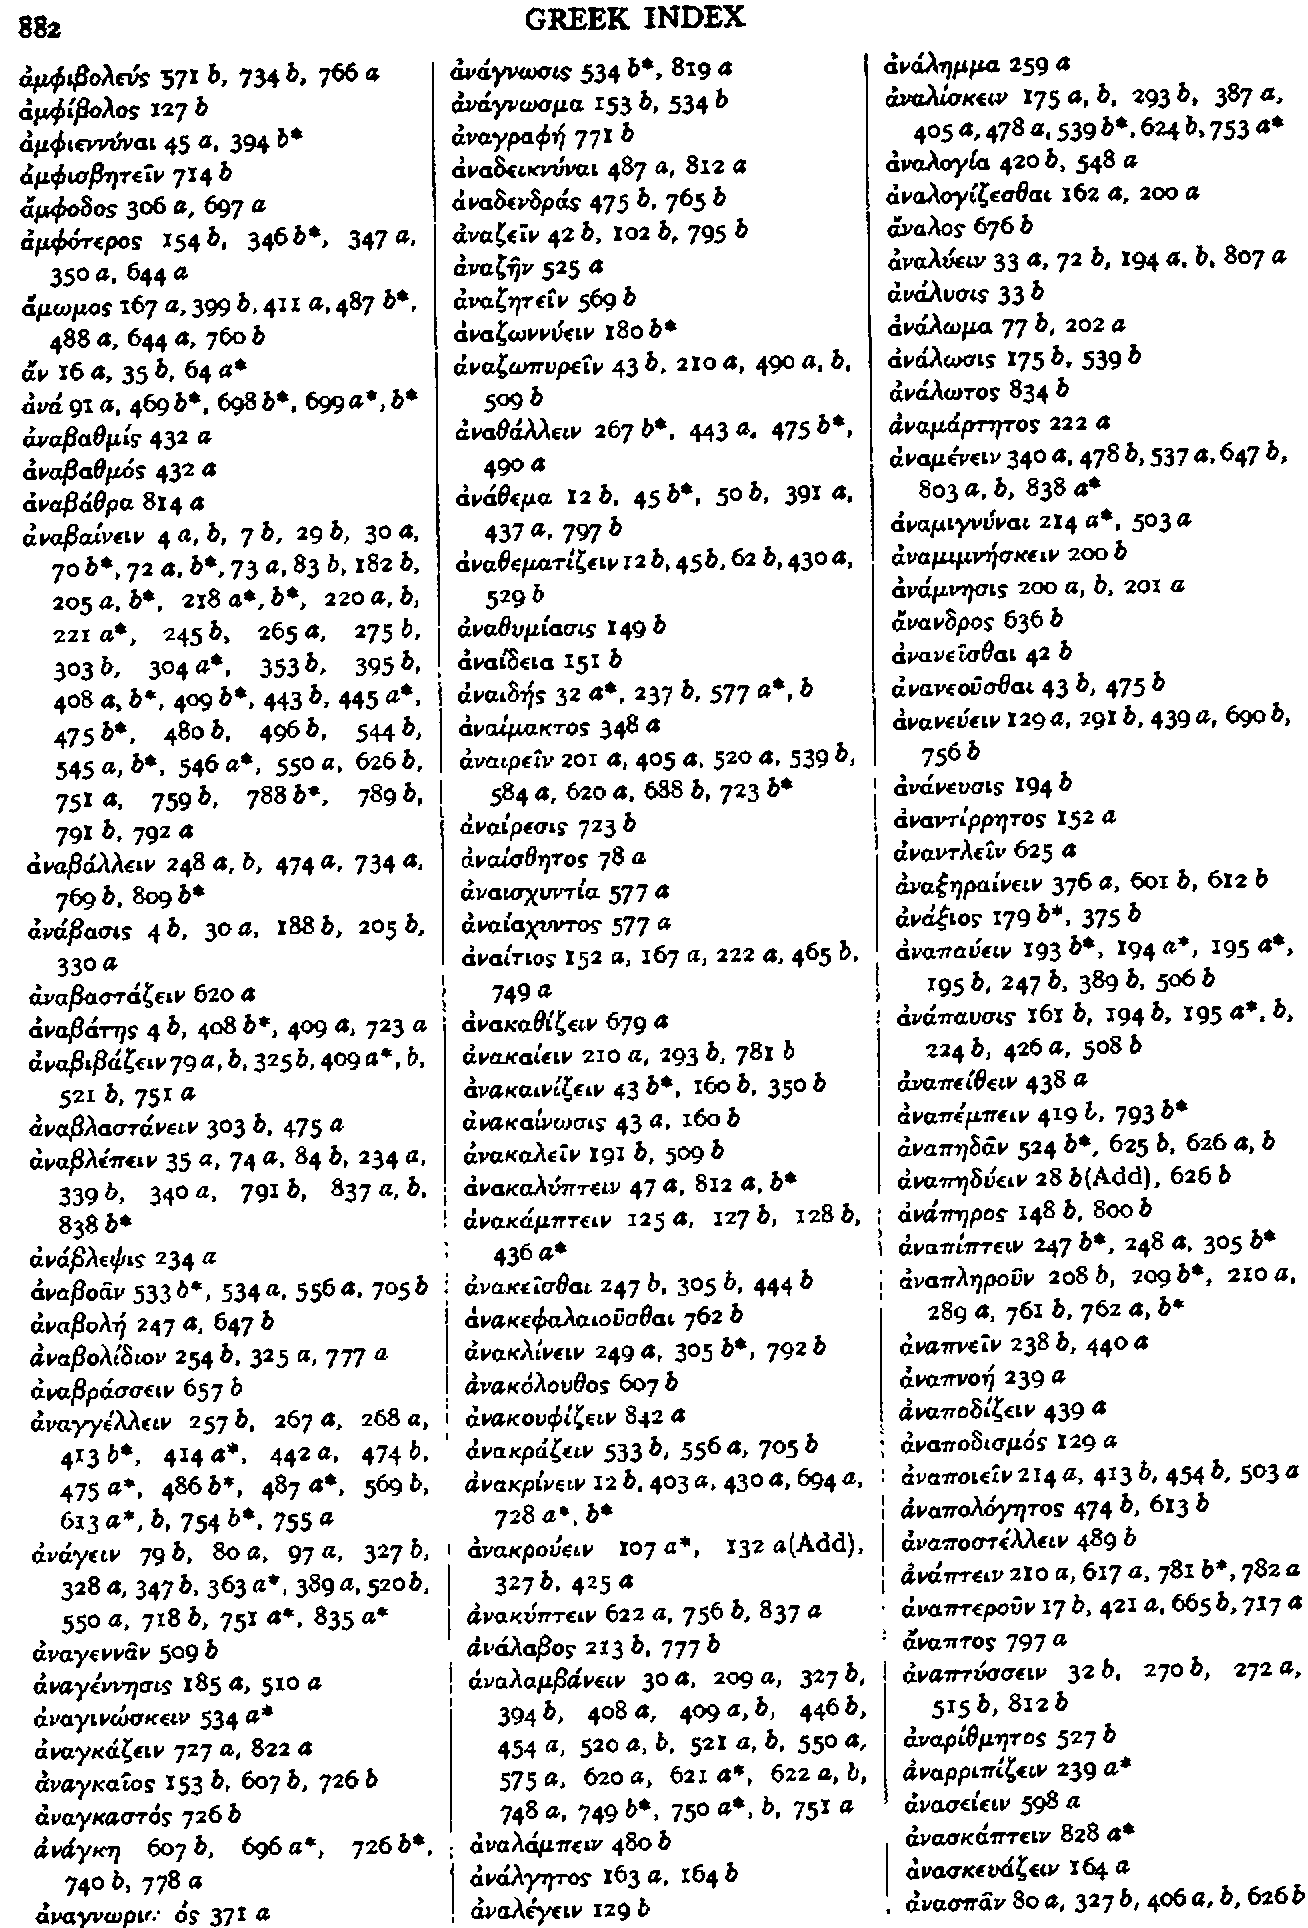 882
GREEK INDEX
ἀμφιβολεύς 571 b, 734 b, 766 a
ἀμφίβολος 127 b
ἀμφιεννύναι 45 a, 394 b*
ἀμφισβητεῖν 714 b
ἄμφοδος 306 a, 697 a
ἀμφότερος 154 b, 346 b*, 347 a,
350 a, 644 a
ἄμωμος 167 a, 399 b, 411 a, 487 b*,
488 a, 644 a, 760 b
ἄν 16 a, 35 b, 64 a*
ἀνά 91 a, 469 b*, 698 b*, 699 a*, b*
ἀναβαθμίς 432 a
ἀναβαθμός 432 a
ἀναβάθρα 814 a
ἀναβαίνειν 4 a, b, 7 b, 29 b, 30 a,
70 b*, 72 a, b*, 73 a, 83 b, 182 b,
205 a, b*, 218 a*, b*, 220 a, b,
221 a*, 245 b, 265 a, 275 b,
303 b, 304 a*, 353 b, 395 b,
408 a, b*, 409 b*, 443 b, 445 a*,
475 b*, 480 b, 496 b, 544 b,
545 a, b*, 546 a*, 550 a, 626 b,
751 a, 759 b, 788 b*, 789 b,
791 b, 792 a
ἀναβάλλειν 248 a, b, 474 a, 734 a,
769 b, 809 b*
ἀνάβασις 4 b, 30 a, 188 b, 205 b,
330 a
ἀναβαστάζειν 620 a
ἀναβάτης 4 b, 408 b*, 409 a, 723 a
ἀναβιβάζειν 79 a, b, 325 b, 409 a*, b,
521 b, 751 a
ἀναβλαστάνειν 303 b, 475 a
ἀναβλέπειν 35 a, 74 a, 84 b, 234 a,
339 b, 340 a, 791 b, 837 a, b,
838 b*
ἀνάβλεψις 234 a
ἀναβοᾶν 533 b*, 534 a, 556 a, 705 b
ἀναβολή 247 a, 647 b
ἀναβολίδιον 254 b, 325 a, 777 a
ἀναβράσσειν 657 b
ἀναγγέλλειν 257 b, 267 a, 268 a,
413 b*, 414 a*, 442 a, 474 b,
475 a*, 486 b*, 487 a*, 569 b,
613 a*, b, 754 b*, 755 a
ἀνάγειν 79 b, 80 a, 97 a, 327 b,
328 a, 347 b, 363 a*, 389 a, 520 b,
550 a, 718 b, 751 a*, 835 a*
ἀναγεννᾶν 509 b
ἀναγέννησις 185 a, 510 a
ἀναγινώσκειν 534 a*
ἀναγκάζειν 727 a, 822 a
ἀναγκαῖος 153 b, 607 b, 726 b
ἀναγκαστός 726 b
ἀνάγκη 607 b, 696 a*, 726 b*,
740 b, 778 a
ός 371 a
ἀνάγνωσις 534 b*, 819 a
ἀνάγνωσμα 153 b, 534 b
ἀναγραφή 771 b
ἀναδεικνύναι 487 a, 812 a
ἀναδενδράς 475 b, 765 b
ἀναζεῖν 42 b, 102 b, 795 b
ἀναζῆν 525 a
ἀναζητεῖν 569 b
ἀναζωννύειν 180 b*
ἀναζωπυρεῖν 43 b, 210 a, 490 a, b,
509 b
ἀναθάλλειν 267 b*, 443 a, 475 b*,
490 a
ἀνάθεμα 12 b, 45 b*, 50 b, 391 a,
437 a, 797 b
ἀναθεματίζειν 12 b, 45 b, 62 b, 430 a,
529 b
ἀναθυμίασις 149 b
ἀναίδεια 151 b
ἀναιδής 32 a*, 237 b, 577 a*, b
ἀναίμακτος 348 a
ἀναιρεῖν 201 a, 405 a, 520 a, 539 b,
584 a, 620 a, 688 b, 723 b*
ἀναίρεσις 723 b
ἀναίσθητος 78 a
ἀναισχυντία 577 a
ἀναίσχυντος 577 a
ἀναίτιος 152 a, 167 a, 222 a, 465 b,
749 a
ἀνακαθίζειν 679 a
ἀνακαίειν 210 a, 293 b, 781 b
ἀνακαινίζειν 43 b*, 160 b, 350 b
ἀνακαίνωσις 43 a, 160 b
ἀνακαλεῖν 191 b, 509 b
ἀνακαλύπτειν 47 a, 812 a, b*
ἀνακάμπτειν 125 a, 127 b, 128 b,
436 a*
ἀνακεῖσθαι 247 b, 305 b, 444 b
ἀνακεφαλαιοῦσθαι 762 b
ἀνακλίνειν 249 a, 305 b*, 792 b
ἀνακόλουθος 607 b
ἀνακουφίζειν 842 a
ἀνακράζειν 533 b, 556 a, 705 b
ἀνακρίνειν 12 b, 403 a, 430 a, 694 a,
728 a*, b*
ἀνακρούειν 107 a*, 132 a(Add),
327 b, 425 a
ἀνακύπτειν 622 a, 756 b, 837 a
ἀνάλαβος 213 b, 777 b
ἀναλαμβάνειν 30 a, 209 a, 327 b,
394 b, 408 a, 409 a, b, 446 b,
454 a, 520 a, b, 521 a, b, 550 a,
575 a, 620 a, 621 a*, 622 a, b,
748 a, 749 b*, 750 a*, b, 751 a
ἀναλάμπειν 480 b
ἀνάλγητος 163 a, 164 b
ἀναλέγειν 129 b
ἀνάλημμα 259 a
ἀναλίσκειν 175 a, b, 293 b, 387 a,
405 a, 478 a, 539 b*, 624 b, 753 a*
ἀναλογία 420 b, 548 a
ἀναλογίζεσθαι 162 a, 200 a
ἄναλος 676 b
ἀναλύειν 33 a, 72 b, 194 a, b, 807 a
ἀνάλυσις 33 b
ἀνάλωμα 77 b, 202 a
ἀνάλωσις 175 b, 539 b
ἀνάλωτος 834 b
ἀναμάρτητος 222 a
ἀναμένειν 340 a, 478 b, 537 a, 647 b,
803 a, b, 838 a*
ἀναμιγνύναι 214 a*, 503 a
ἀναμιμνήσκειν 200 b
ἀνάμνησις 200 a, b, 201 a
ἄνανδρος 636 b
ἀνανεῖσθαι 42 b
ἀνανεοῦσθαι 43 b, 475 b
ἀνανεύειν 129 a, 291 b, 439 a, 690 b,
756 b
ἀνάνευσις 194 b
ἀναντίρρητος 152 a
ἀναντλεῖν 625 a
ἀναξηραίνειν 376 a, 601 b, 612 b
ἀνάξιος 179 b*, 375 b
ἀναπαύειν 193 b*, 194 a*, 195 a*,
195 b, 247 b, 389 b, 506 b
ἀνάπαυσις 161 b, 194 b, 195 a*, b,
224 b, 426 a, 508 b
ἀναπείθειν 438 a
ἀναπέμπειν 419 b, 793 b*
ἀναπηδᾶν 524 b*, 625 b, 626 a, b
ἀναπηδύειν 28 b(Add), 626 b
ἀνάπηρος 148 b, 800 b
ἀναπίπτειν 247 b*, 248 a, 305 b*
ἀναπληροῦν 208 b, 209 b*, 210 a,
289 a, 761 b, 762 a, b*
ἀναπνεῖν 238 b, 440 a
ἀναπνοή 239 a
ἀναποδίζειν 439 a
ἀναποδισμός 129 a
ἀναποιεῖν 214 a, 413 b, 454 b, 503 a
ἀναπολόγητος 474 b, 613 b
ἀναποστέλλειν 489 b
ἀνάπτειν 210 a, 617 a, 781 b*, 782 a
ἀναπτεροῦν 17 b, 421 a, 665 b, 717 a
ἄναπτος 797 a
ἀναπτύσσειν 32 b, 270 b, 272 a,
515 b, 812 b
ἀναρίθμητος 527 b
ἀναρριπίζειν 239 a*
ἀνασείειν 598 a
ἀνασκάπτειν 828 a*
ἀνασκευάζειν 164 a
ἀνασπᾶν 80 a, 327 b, 406 a, b, 626 b